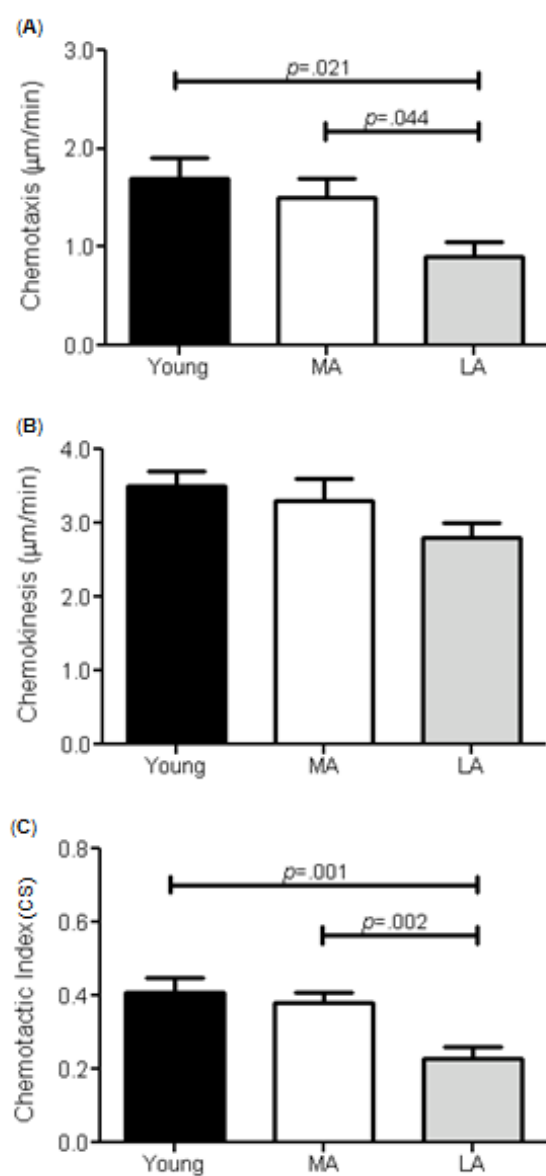 (A)
Chemotaxis (µm/min)
3.0
2.0
1.0
0.0
p=.021
p=.044
Young MA LA
(B)
Chemokinesis (µm/min)
4.0
3.0
2.0
1.0
0.0
Young MA LA
(C)
Chemotactic Index (CS)
0.8
0.6
0.4
0.2
0.0
p=.001
p=.002
Young MA LA